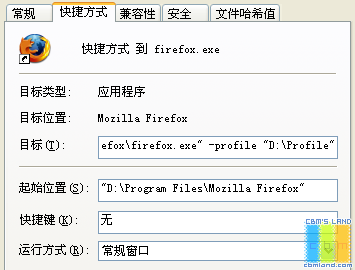 常规 快捷方式 兼容性 安全 文件哈希值
快捷方式 到 firefox.exe
目标类型: 应用程序
目标位置: Mozilla Firefox
目标(T): efox\firefox.exe" -profile "D:\Profile"
起始位置(S): "D:\Program Files\Mozilla Firefox"
快捷键(K): 无
运行方式(R): 常规窗口
CBM'S LAND
cbmland.com